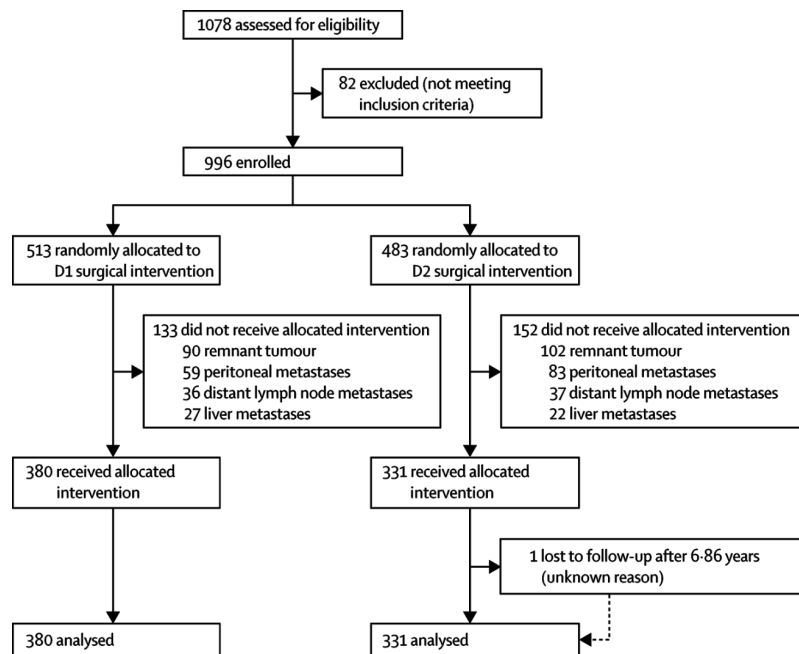 1078 assessed for eligibility
82 excluded (not meeting
inclusion criteria)
996 enrolled
513 randomly allocated to
D1 surgical intervention
483 randomly allocated to
D2 surgical intervention
133 did not receive allocated intervention
90 remnant tumour
59 peritoneal metastases
36 distant lymph node metastases
27 liver metastases
152 did not receive allocated intervention
102 remnant tumour
83 peritoneal metastases
37 distant lymph node metastases
22 liver metastases
380 received allocated
intervention
331 received allocated
intervention
1 lost to follow-up after 6·86 years
(unknown reason)
380 analysed
331 analysed